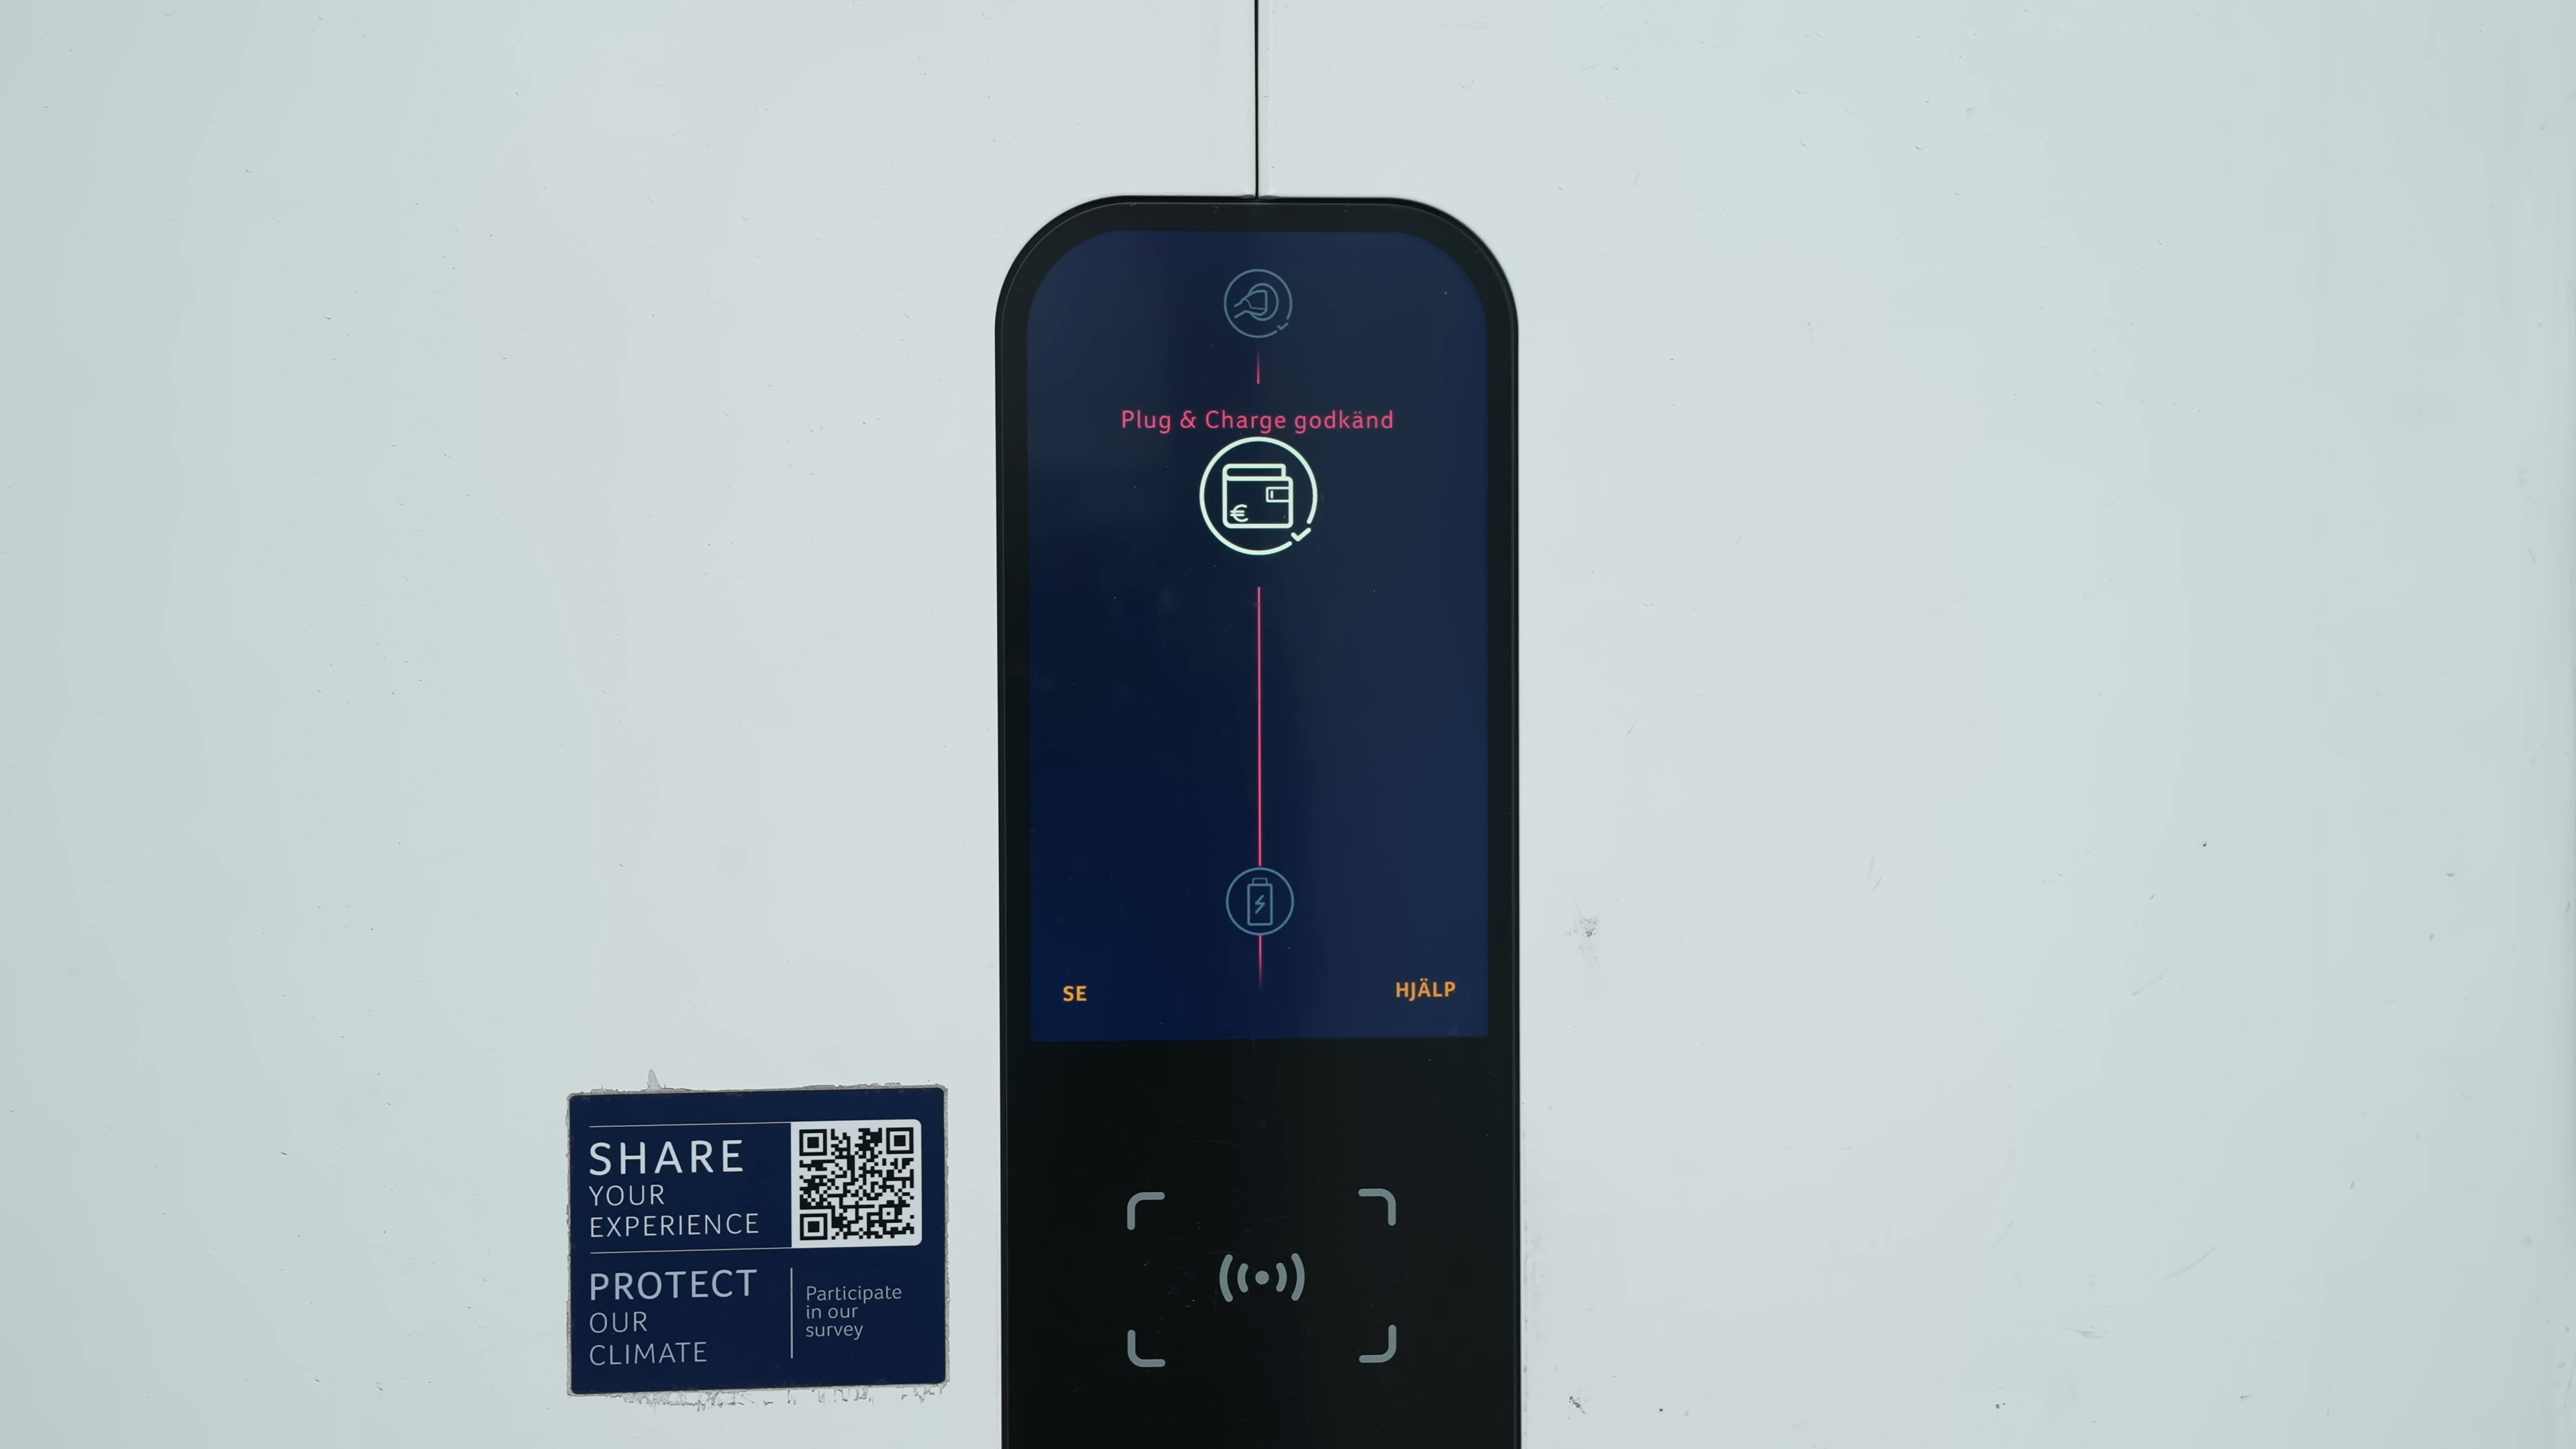 Plug & Charge godkänd
€
SE
HJÄLP
SHARE
YOUR
EXPERIENCE
PROTECT
OUR
CLIMATE
Participate
in our
survey